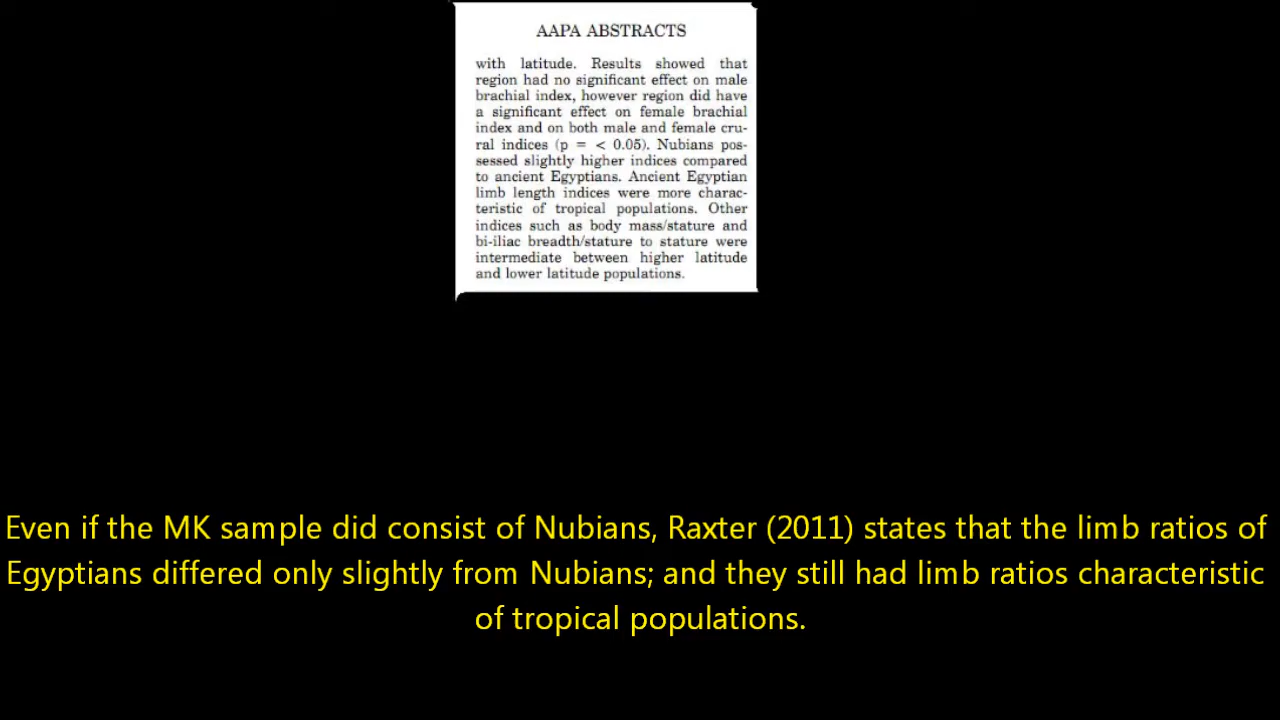 AAPA ABSTRACTS
with latitude. Results showed that
region had no significant effect on male
brachial index, however region did have
a significant effect on female brachial
index and on both male and female cru-
ral indices (p = < 0.05). Nubians pos-
sessed slightly higher indices compared
to ancient Egyptians. Ancient Egyptian
limb length indices were more charac-
teristic of tropical populations. Other
indices such as body mass/stature and
bi-iliac breadth/stature to stature were
intermediate between higher latitude
and lower latitude populations.
Even if the MK sample did consist of Nubians, Raxter (2011) states that the limb ratios of
Egyptians differed only slightly from Nubians; and they still had limb ratios characteristic
of tropical populations.